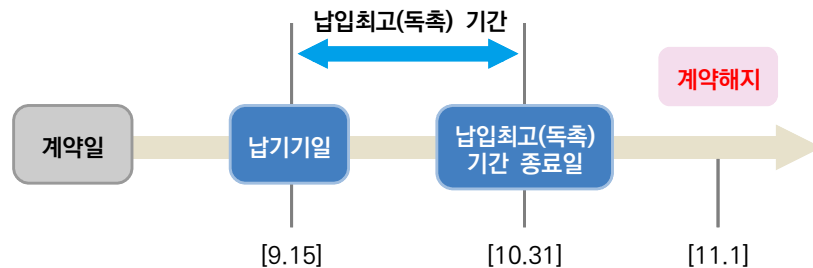 납입최고(독촉) 기간
계약해지
계약일
납기기일
납입최고(독촉)
기간 종료일
[9.15]
[10.31]
[11.1]